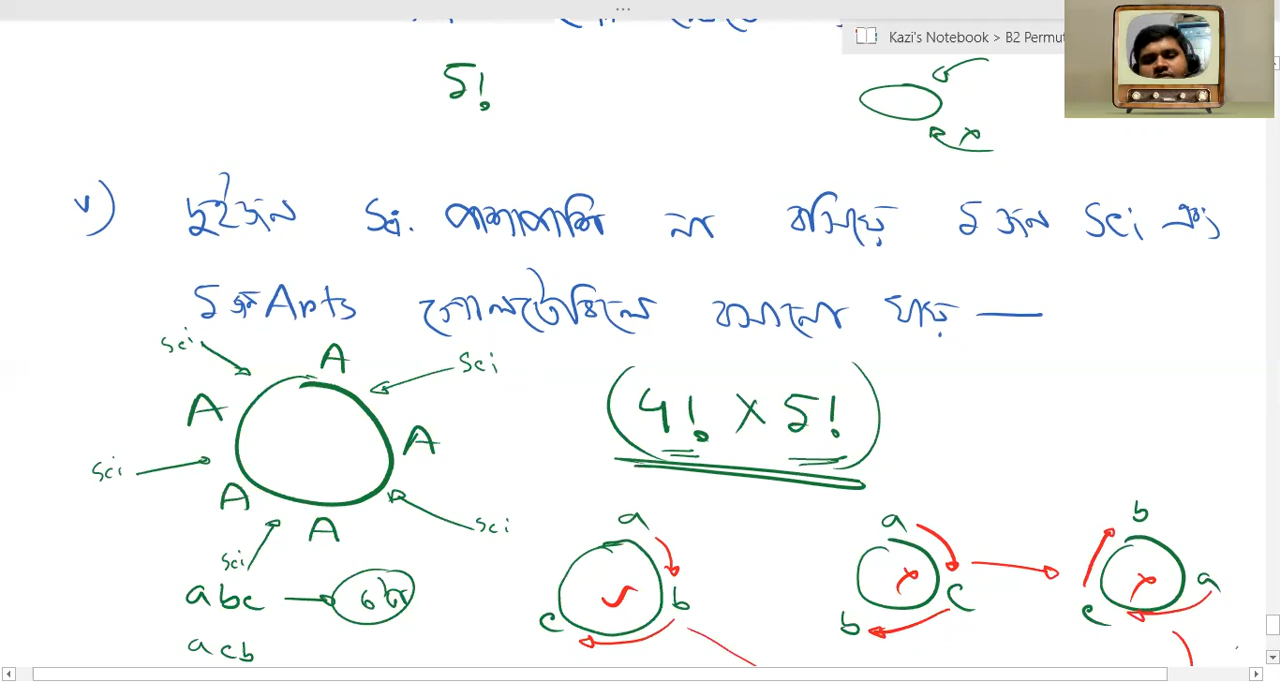 Kazi's Notebook > B2 Permut
5!
x
v) দুইজন Sci. পাশাপাশি না বসিয়ে 5 জন Sci এবং
5 জন Arts গোলটেবিলে বসানো যায় —
sci A sci
A A
sci A A sci
sci
4! × 5!
abc
acb
a b c
a c b
b a c